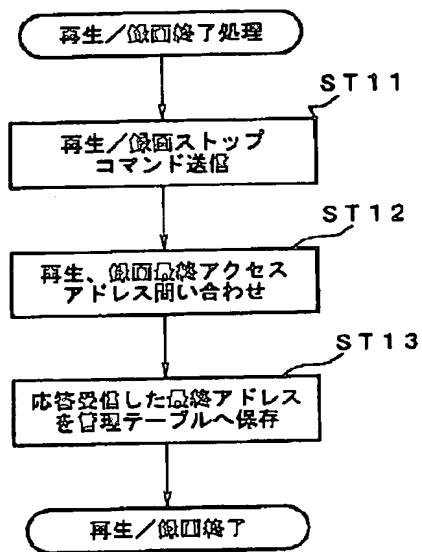 再生／録画終了処理
ST11
再生／録画ストップ
コマンド送信
ST12
再生、録画最終アクセス
アドレス問い合わせ
ST13
応答受信した最終アドレス
を管理テーブルへ保存
再生／録画終了